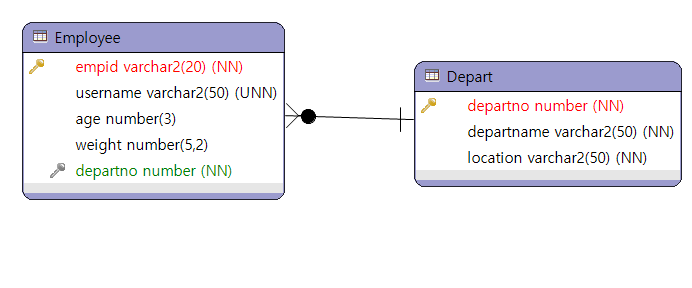 Employee
empid varchar2(20) (NN)
username varchar2(50) (UNN)
age number(3)
weight number(5,2)
departno number (NN)
Depart
departno number (NN)
departname varchar2(50) (NN)
location varchar2(50) (NN)